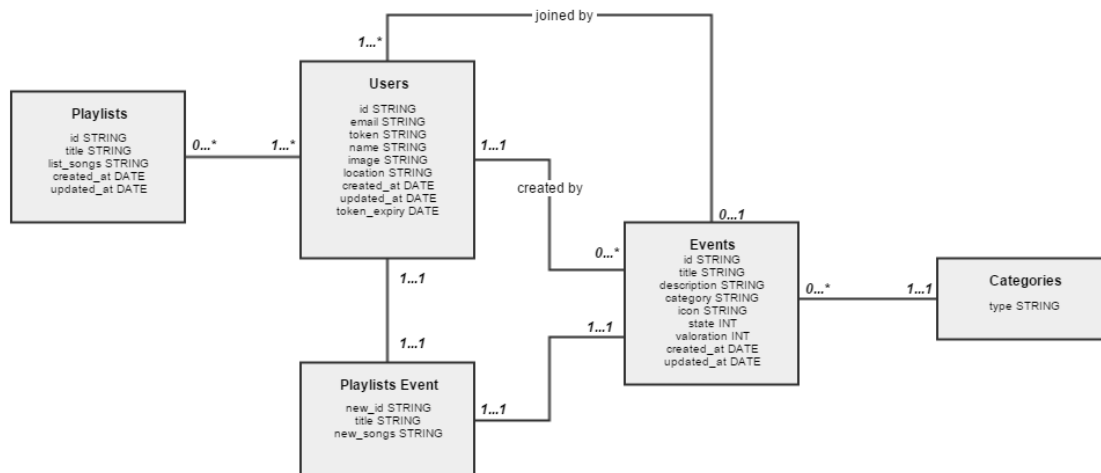 joined by
1...*
Users
id STRING
email STRING
token STRING
name STRING
image STRING
location STRING
created_at DATE
updated_at DATE
token_expiry DATE
Playlists
id STRING
title STRING
list_songs STRING
created_at DATE
updated_at DATE
0...*
1...*
1...1
created by
0...1
0...*
Events
id STRING
title STRING
description STRING
category STRING
icon STRING
state INT
valoration INT
created_at DATE
updated_at DATE
0...*
1...1
Categories
type STRING
1...1
1...1
1...1
1...1
Playlists Event
new_id STRING
title STRING
new_songs STRING